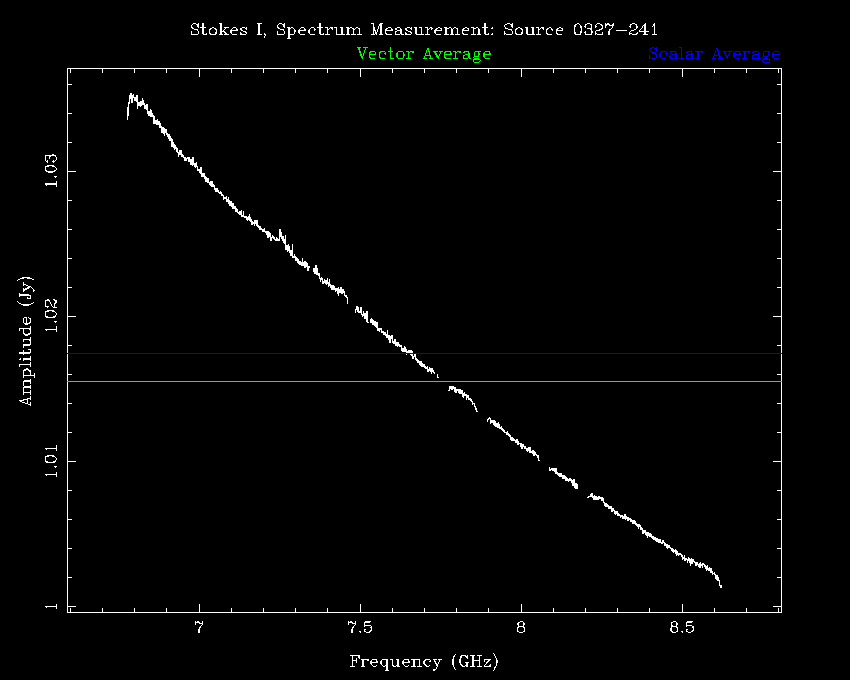 Stokes I, Spectrum Measurement: Source 0327-241
Vector Average Scalar Average
1.03
1.02
1.01
1
Amplitude (Jy)
7 7.5 8 8.5
Frequency (GHz)